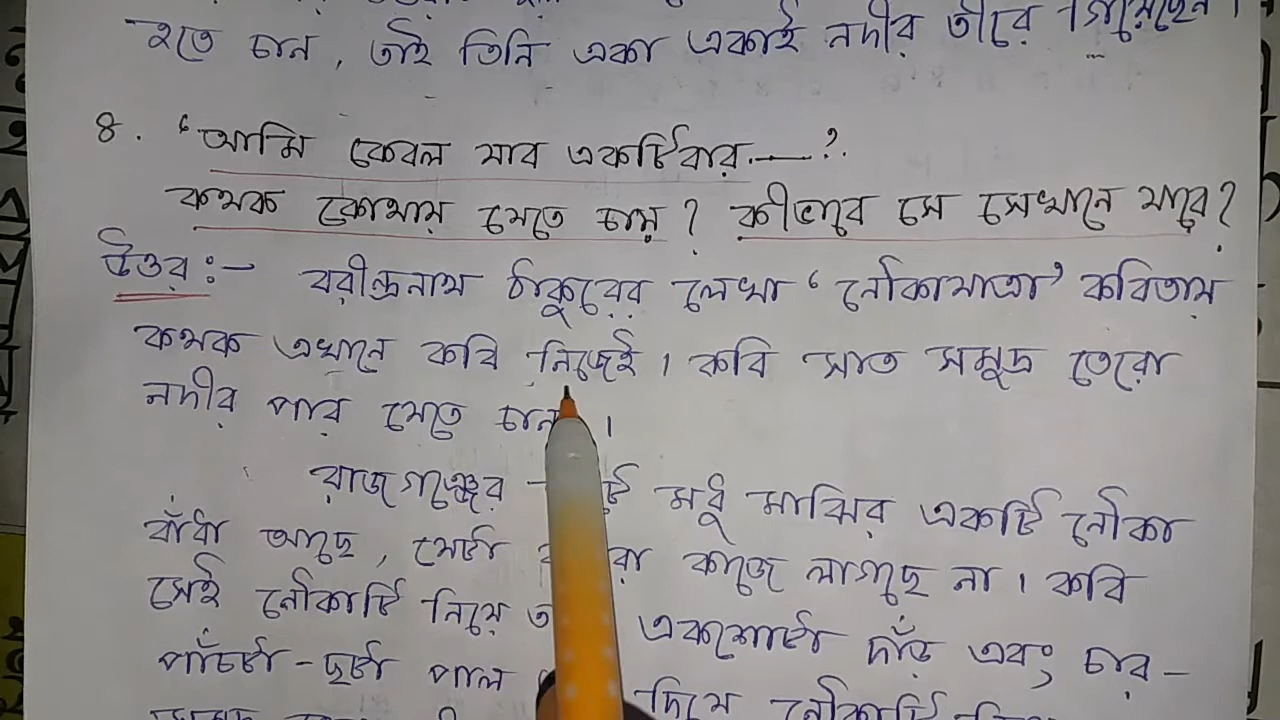 হতে চান, তাই তিনি একা একাই নদীর তীরে গিয়েছেন।
৪. 'আমি কেবল যাব একটিবার.—'.
কথক কোথায় যেতে চায়? কীভাবে সে সেখানে যাবে?
উত্তর:- রবীন্দ্রনাথ ঠাকুরের লেখা 'নৌকাযাত্রা' কবিতায়
কথক এখানে কবি নিজেই। কবি সাত সমুদ্র তেরো
নদীর পার যেতে চান।
রাজগঞ্জের মধু মাঝির একটি নৌকা
বাঁধা আছে, সেটা কাজে লাগছে না। কবি
সেই নৌকাটি নিয়ে একশোটা দাঁড় এবং চার-
পাঁচটা-ছটা পাল দিয়ে নৌকাটি